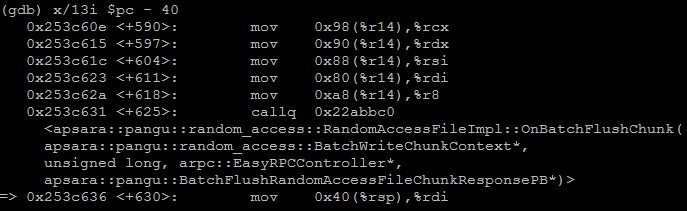 (gdb) x/13i $pc - 40
0x253c60e <+590>: mov 0x98(%r14),%rcx
0x253c615 <+597>: mov 0x90(%r14),%rdx
0x253c61c <+604>: mov 0x88(%r14),%rsi
0x253c623 <+611>: mov 0x80(%r14),%rdi
0x253c62a <+618>: mov 0xa8(%r14),%r8
0x253c631 <+625>: callq 0x22abbc0
<apsara::pangu::random_access::RandomAccessFileImpl::OnBatchFlushChunk(
apsara::pangu::random_access::BatchWriteChunkContext*,
unsigned long, arpc::EasyRPCController*,
apsara::pangu::BatchFlushRandomAccessFileChunkResponsePB*)>
=> 0x253c636 <+630>: mov 0x40(%rsp),%rdi